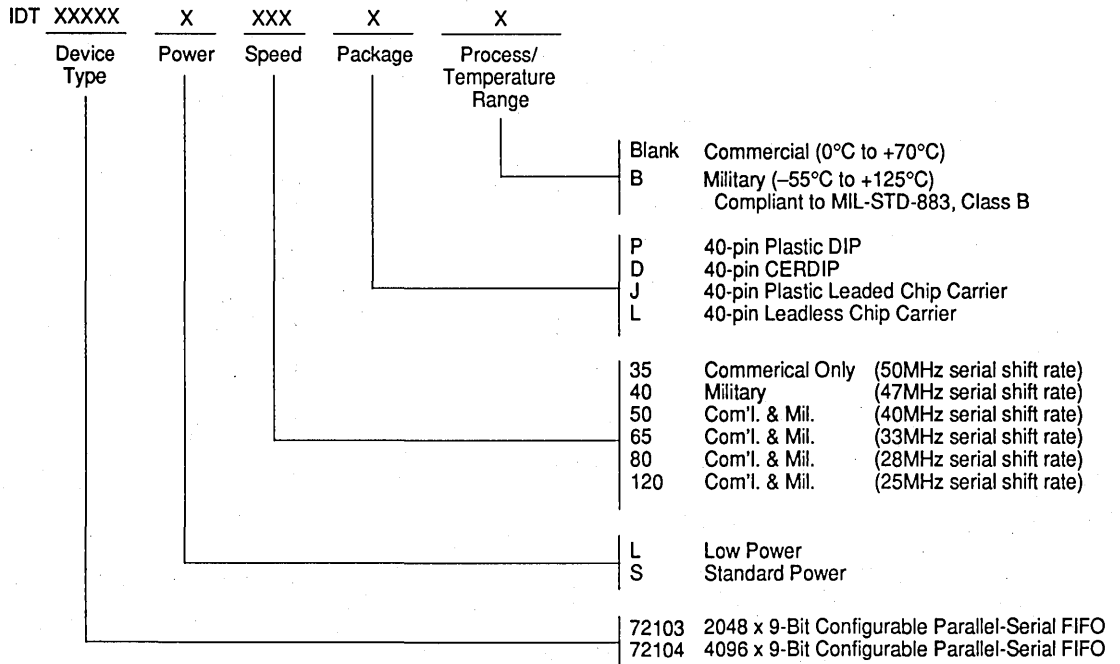 IDT XXXXX X XXX X X
Device Type Power Speed Package Process/ Temperature Range
Blank Commercial (0°C to +70°C)
B Military (–55°C to +125°C)
Compliant to MIL-STD-883, Class B
P 40-pin Plastic DIP
D 40-pin CERDIP
J 40-pin Plastic Leaded Chip Carrier
L 40-pin Leadless Chip Carrier
35 Commerical Only (50MHz serial shift rate)
40 Military (47MHz serial shift rate)
50 Com'l. & Mil. (40MHz serial shift rate)
65 Com'l. & Mil. (33MHz serial shift rate)
80 Com'l. & Mil. (28MHz serial shift rate)
120 Com'l. & Mil. (25MHz serial shift rate)
L Low Power
S Standard Power
72103 2048 x 9-Bit Configurable Parallel-Serial FIFO
72104 4096 x 9-Bit Configurable Parallel-Serial FIFO